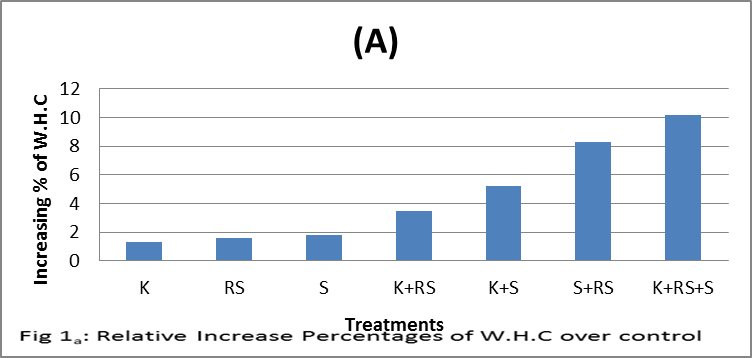 (A)
Increasing % of W.H.C
12
10
8
6
4
2
0
K RS S K+RS K+S S+RS K+RS+S
Treatments
Fig 1a: Relative Increase Percentages of W.H.C over control